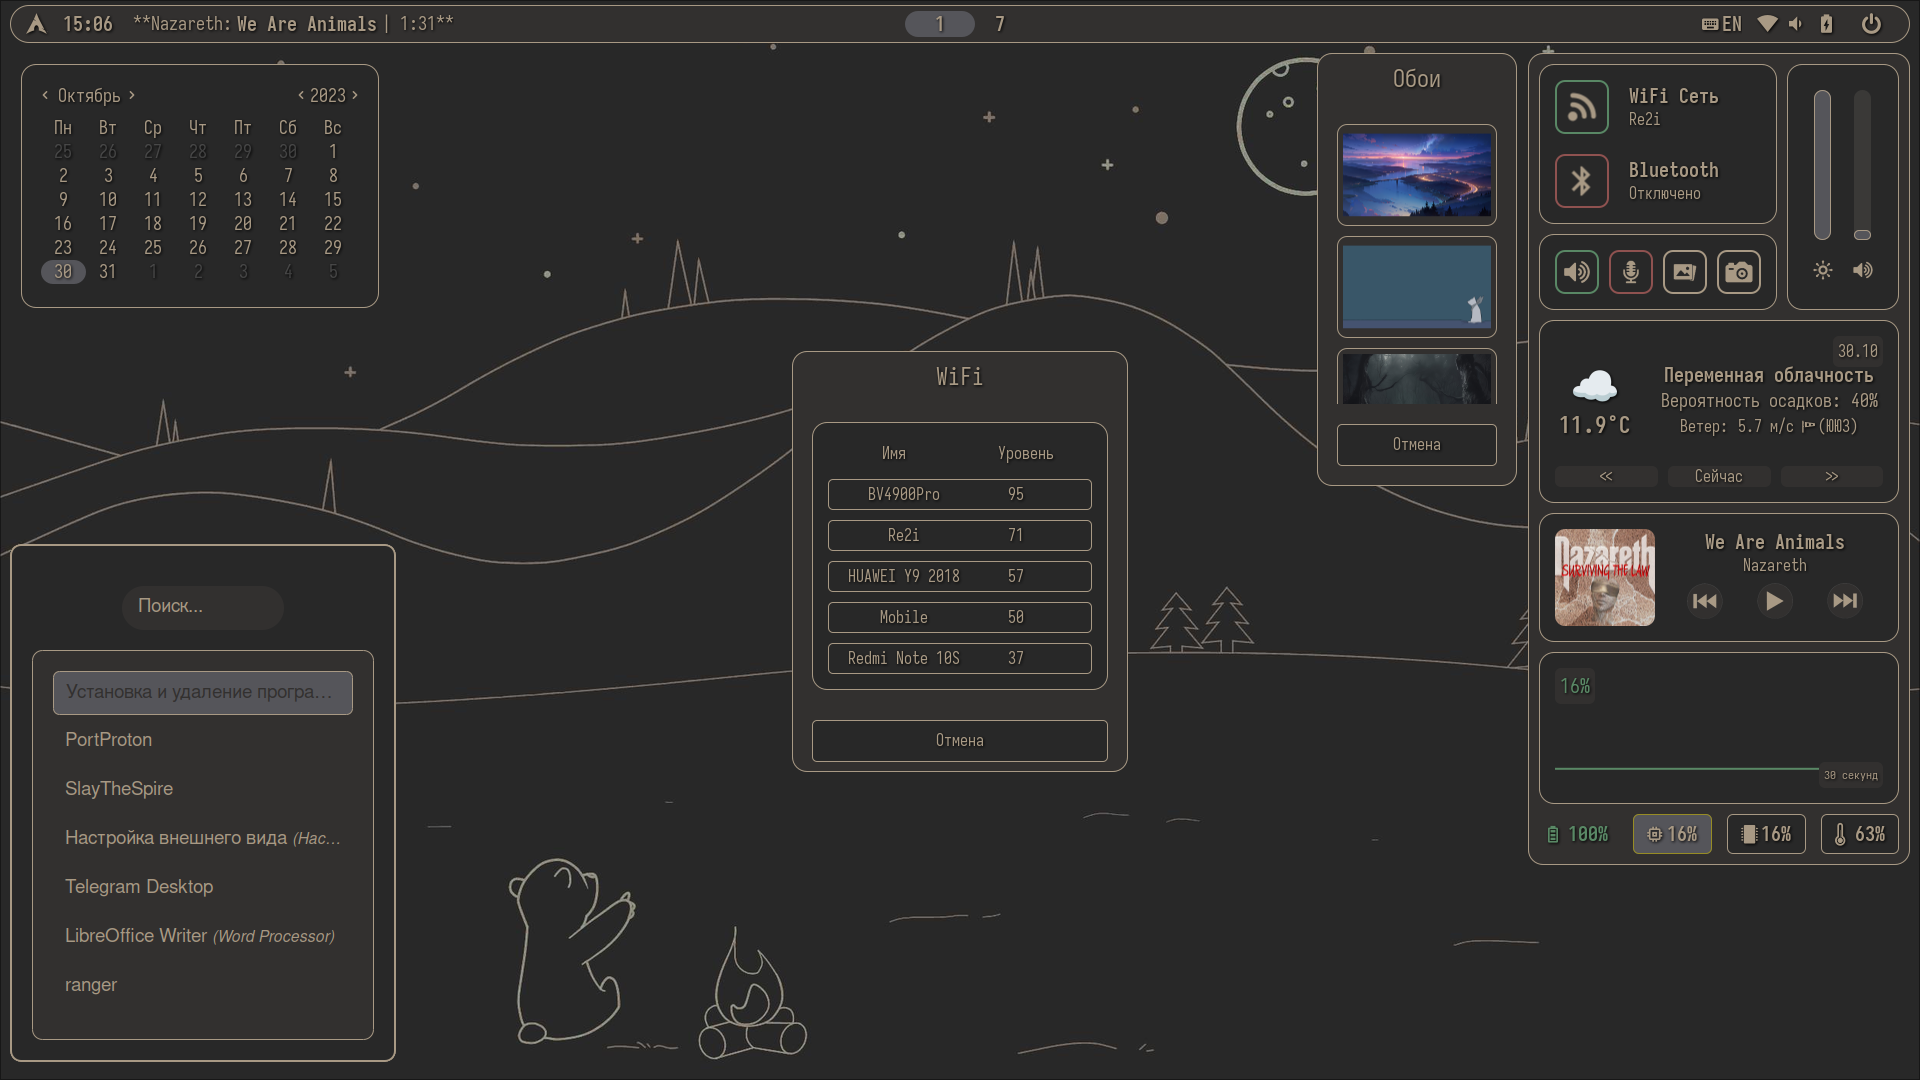 15:06 **Nazareth: We Are Animals | 1:31**
1 7
EN
< Октябрь > < 2023 >
Пн Вт Ср Чт Пт Сб Вс
25 26 27 28 29 30 1
2 3 4 5 6 7 8
9 10 11 12 13 14 15
16 17 18 19 20 21 22
23 24 25 26 27 28 29
30 31 1 2 3 4 5
Поиск...
Установка и удаление програ...
PortProton
SlayTheSpire
Настройка внешнего вида (Нас...
Telegram Desktop
LibreOffice Writer (Word Processor)
ranger
WiFi
Имя Уровень
BV4900Pro 95
Re2i 71
HUAWEI Y9 2018 57
Mobile 50
Redmi Note 10S 37
Отмена
Обои
Отмена
WiFi Сеть
Re2i
Bluetooth
Отключено
30.10
Переменная облачность
Вероятность осадков: 40%
11.9°C
Ветер: 5.7 м/с (ЮЮЗ)
<< Сейчас >>
Nazareth
SURVIVING THE LAW
We Are Animals
Nazareth
16%
30 секунд
100% 16% 16% 63%